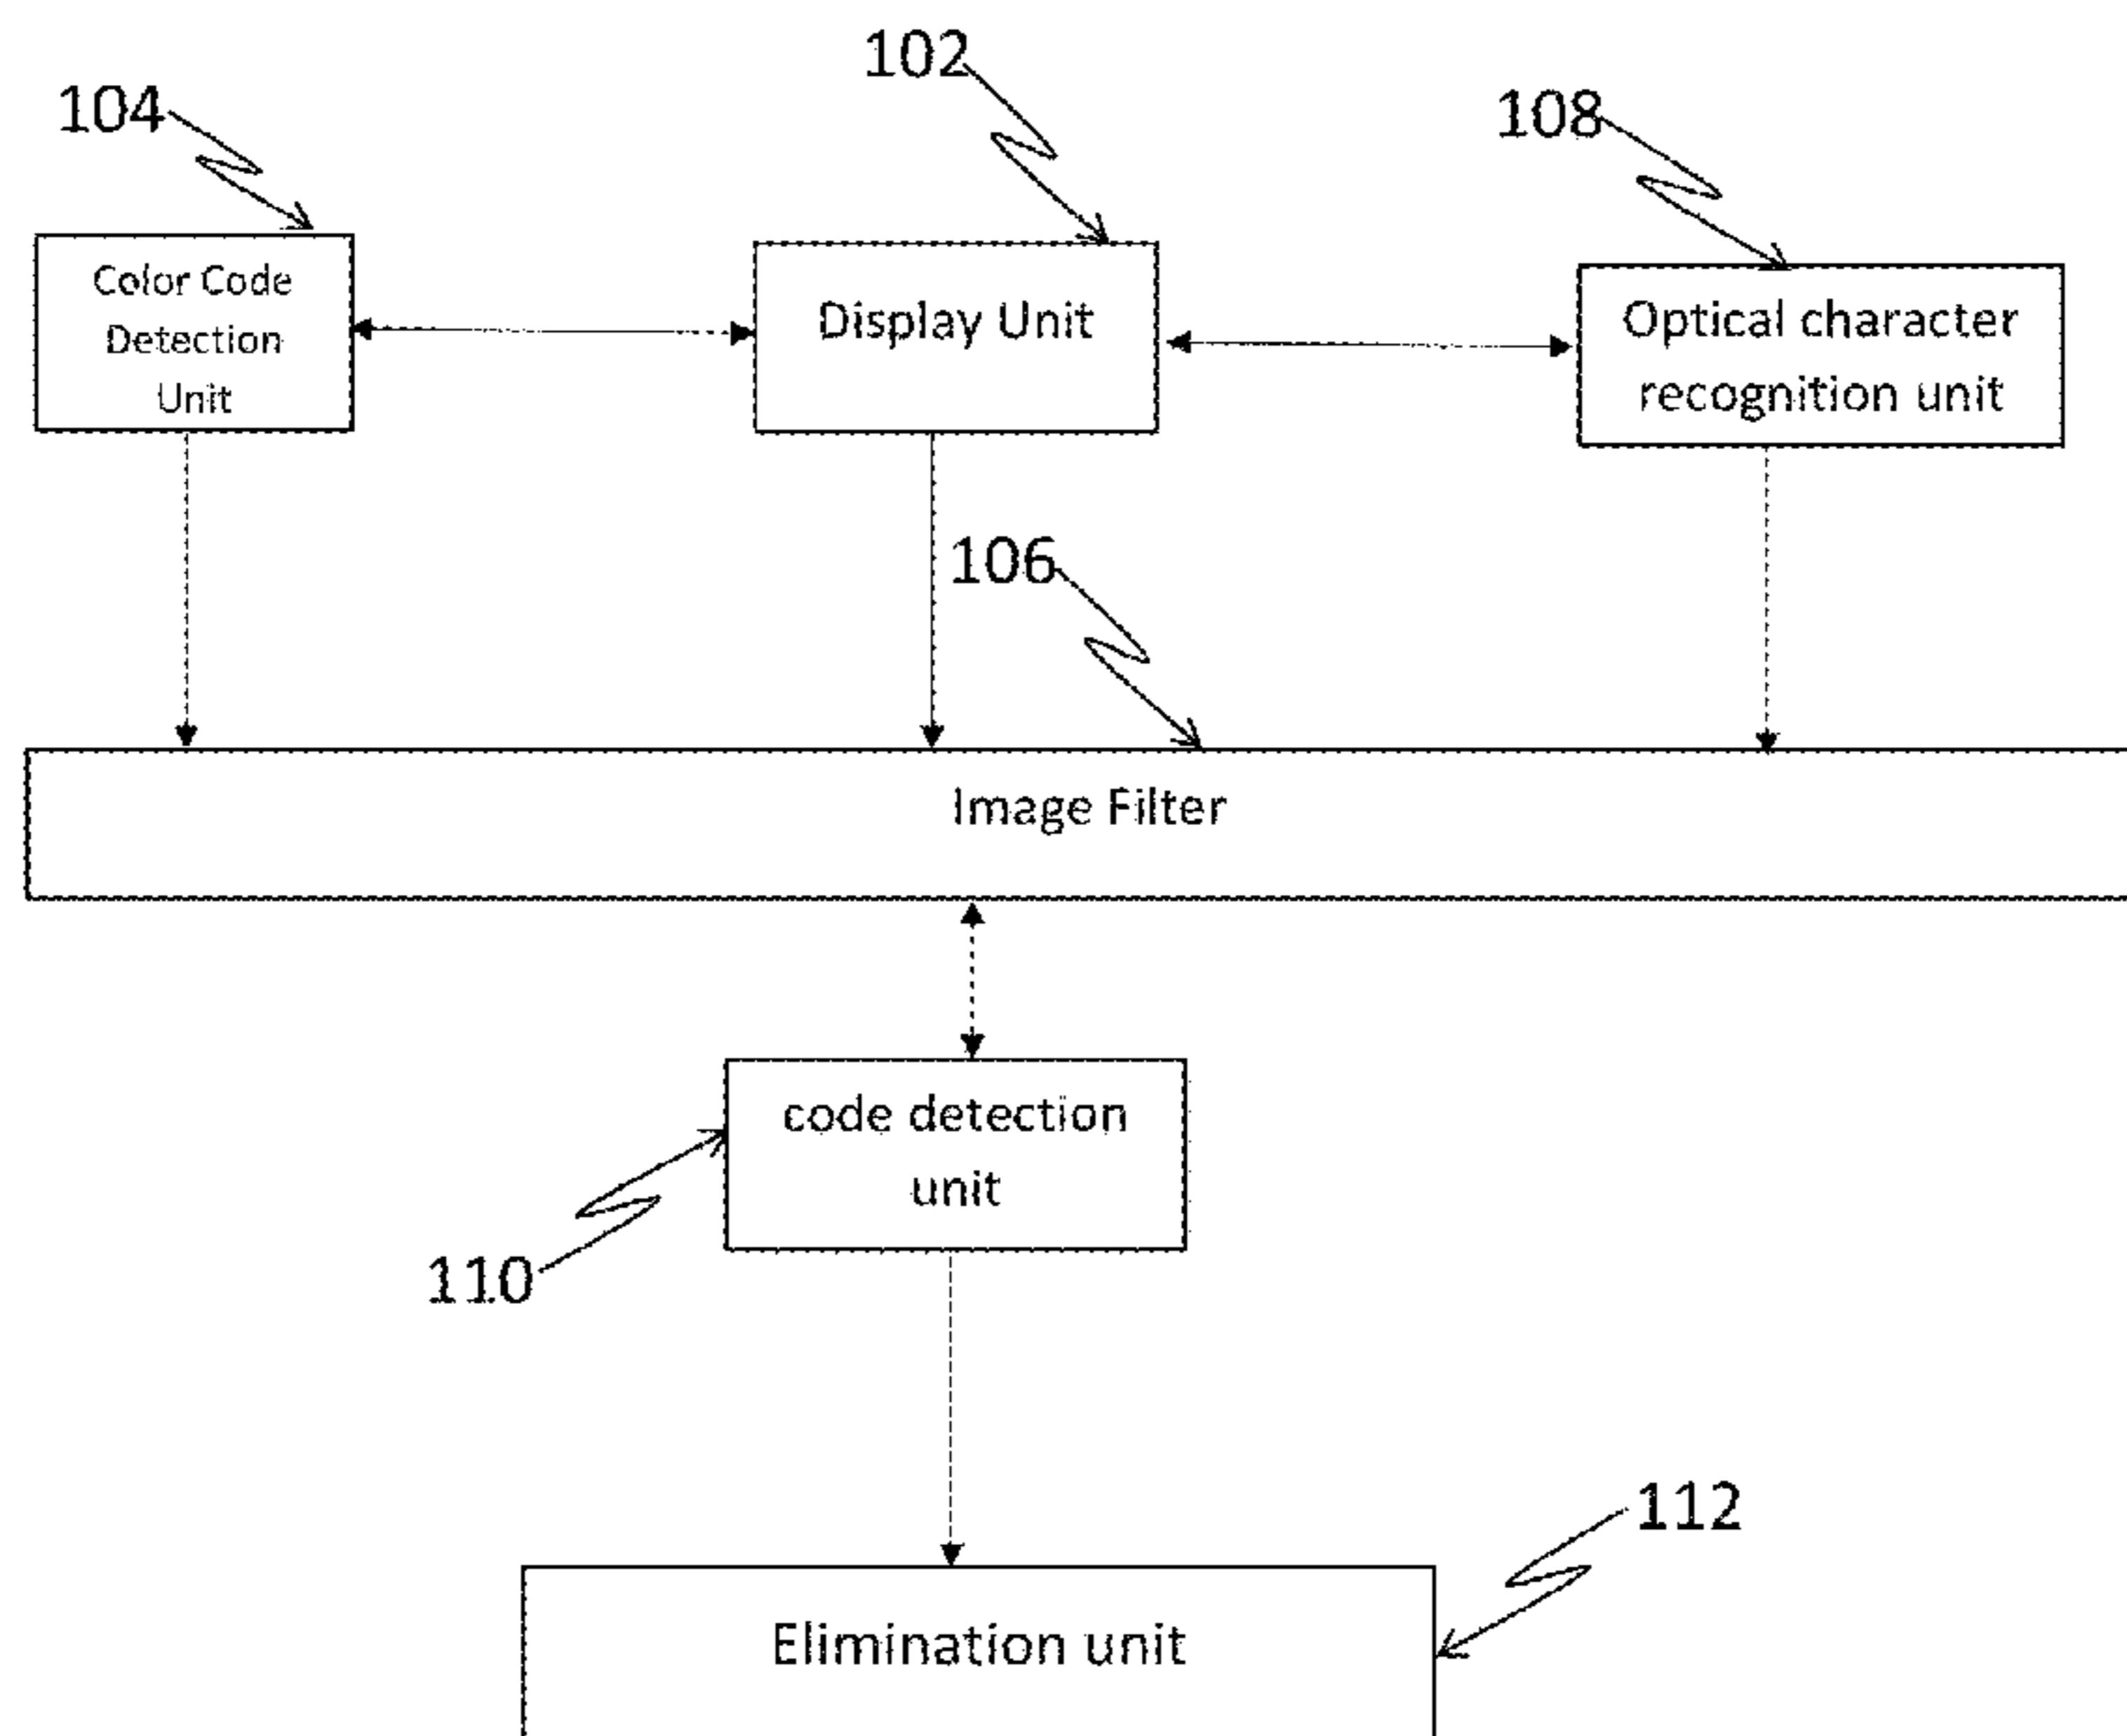 102
104
108
Color Code
Detection
Unit
Display Unit
Optical character
recognition unit
106
Image Filter
code detection
unit
110
112
Elimination unit